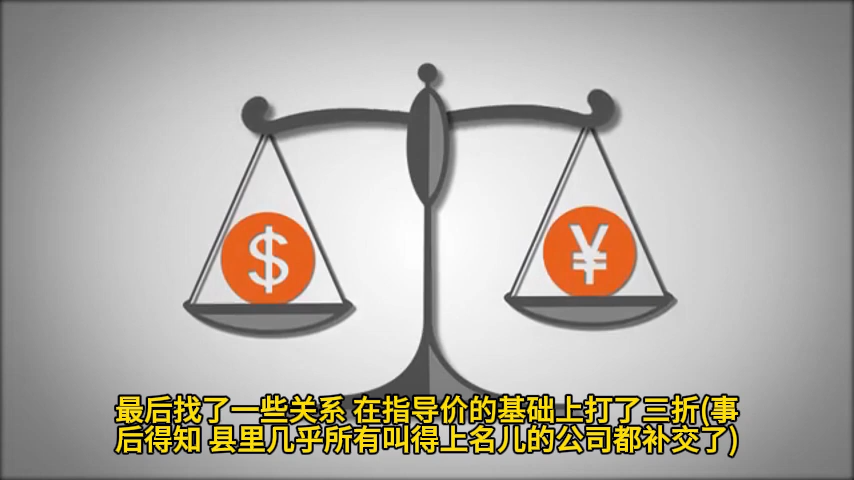 $
¥
最后找了一些关系 在指导价的基础上打了三折(事
后得知 县里几乎所有叫得上名儿的公司都补交了)